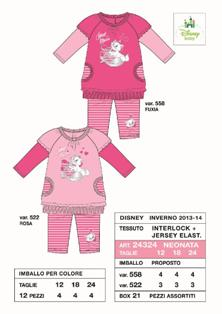 Disney
baby
var. 558
FUXIA
var. 522
ROSA
DISNEY INVERNO 2013-14
TESSUTO INTERLOCK +
JERSEY ELAST.
ART. 24324 NEONATA
TAGLIE 12 18 24
IMBALLO PROPOSTO
var. 558 4 4 4
var. 522 3 3 3
BOX 21 PEZZI ASSORTITI
IMBALLO PER COLORE
TAGLIE 12 18 24
12 PEZZI 4 4 4